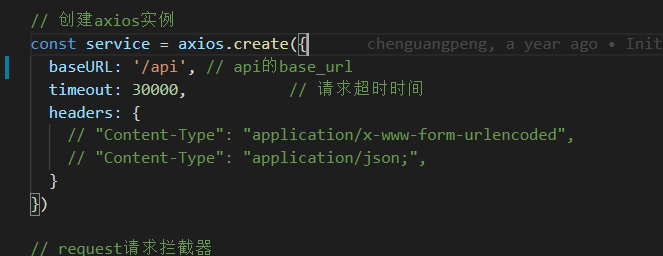 // 创建axios实例
const service = axios.create({ chenguangpeng, a year ago • Init
baseURL: '/api', // api的base_url
timeout: 30000, // 请求超时时间
headers: {
// "Content-Type": "application/x-www-form-urlencoded",
// "Content-Type": "application/json;",
}
})
// request请求拦截器